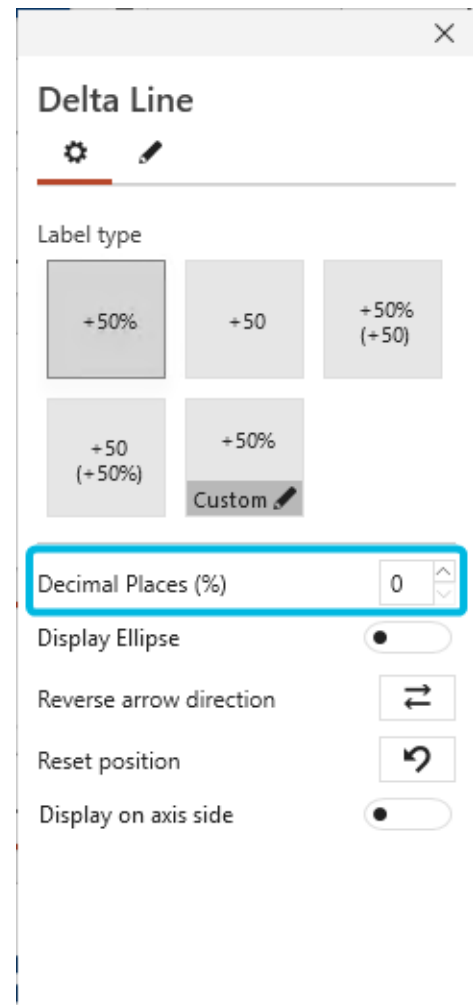 Delta Line
Label type
+50%
+50
+50%
(+50)
+50
(+50%)
+50%
Custom
Decimal Places (%)
0
Display Ellipse
Reverse arrow direction
Reset position
Display on axis side